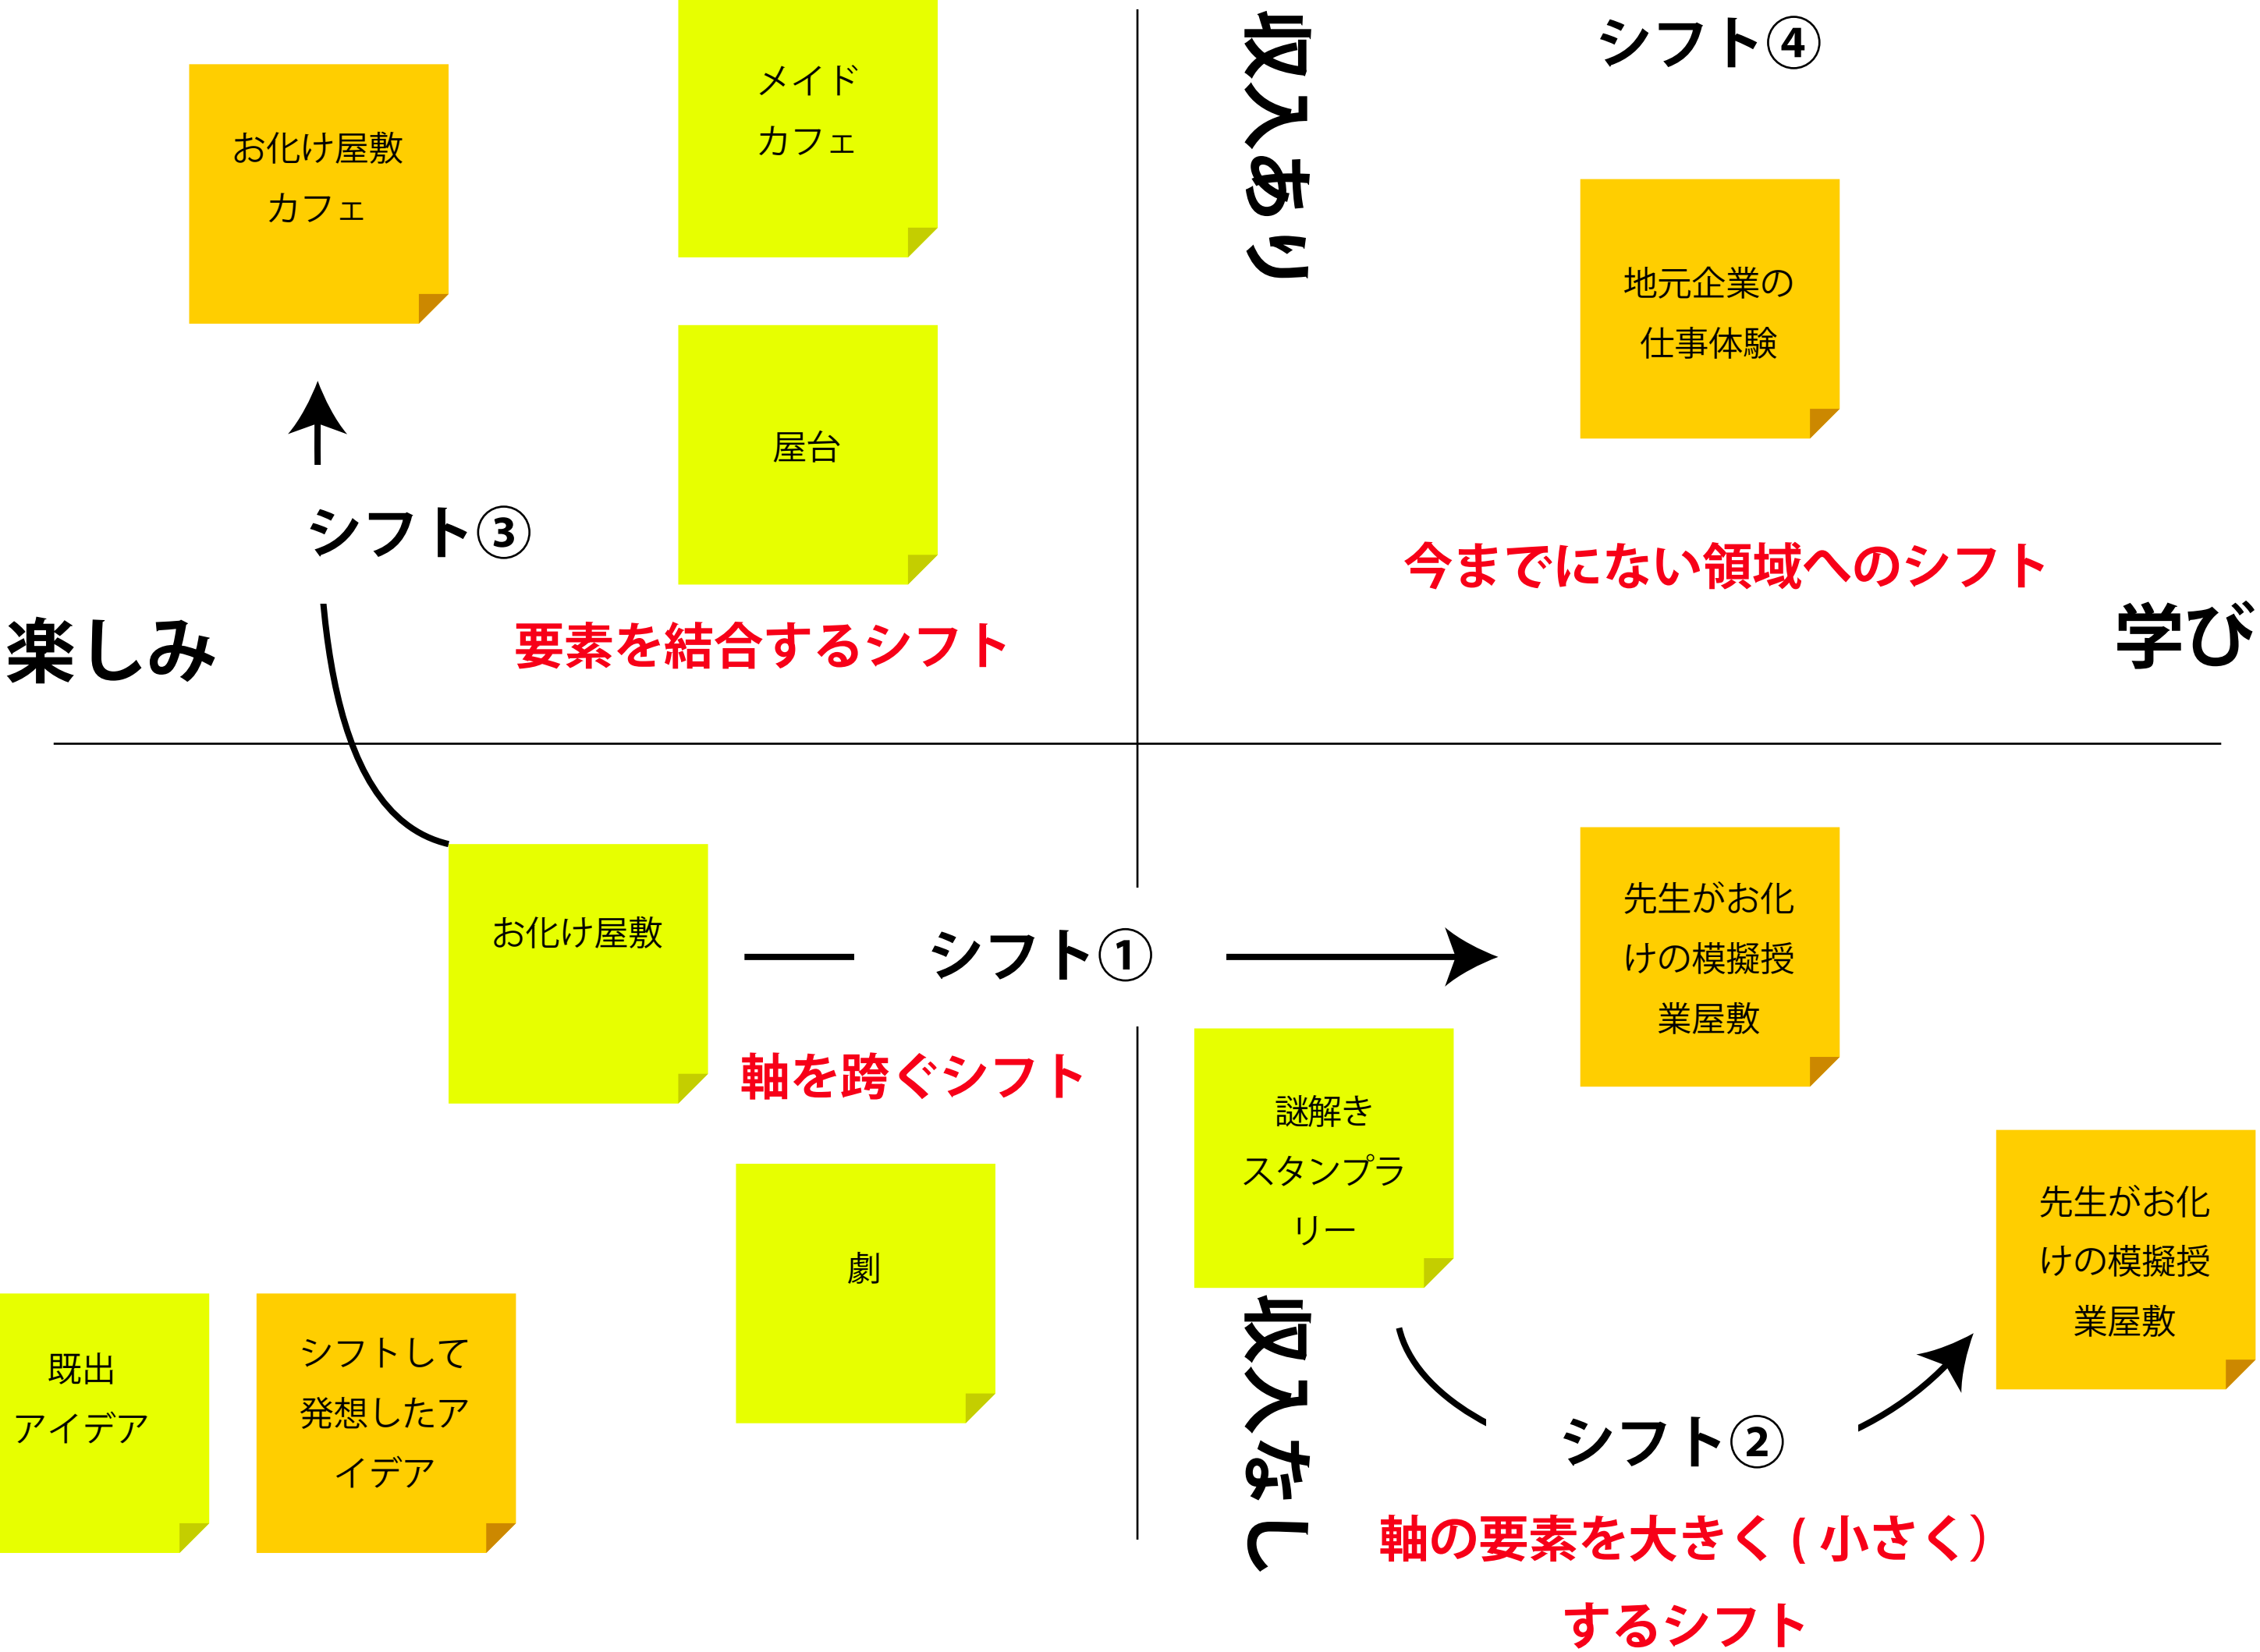 収入あり
シフト④
メイド
カフェ
お化け屋敷
カフェ
地元企業の
仕事体験
屋台
シフト③
今までにない領域へのシフト
要素を結合するシフト
楽しみ
学び
先生がお化
けの模擬授
業屋敷
お化け屋敷
シフト①
軸を跨ぐシフト
謎解き
スタンプラ
リー
先生がお化
けの模擬授
業屋敷
劇
収入なし
既出
アイデア
シフトして
発想したア
イデア
シフト②
軸の要素を大きく(小さく)
するシフト